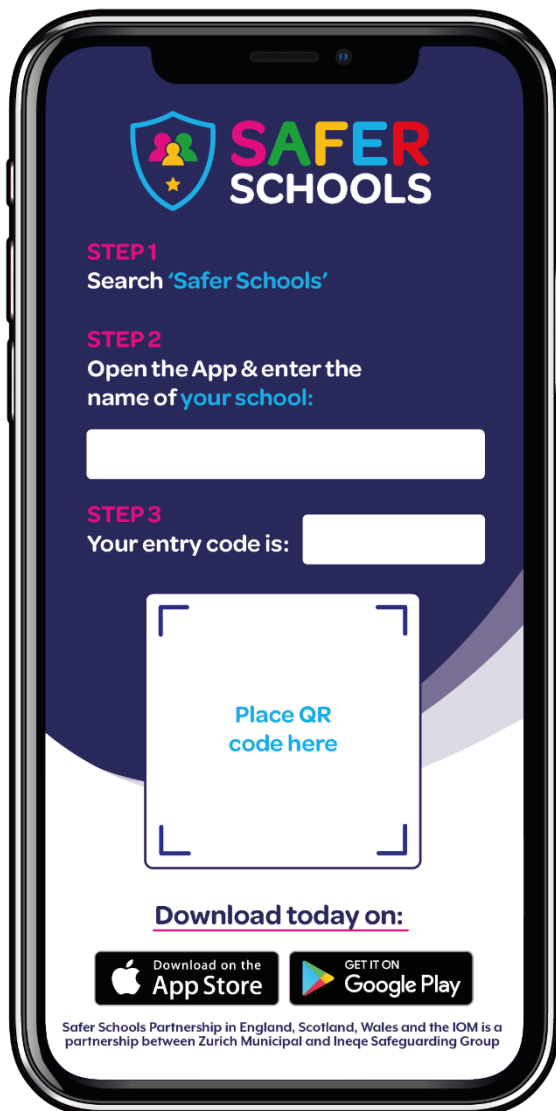 SAFER
SCHOOLS
STEP 1
Search ‘Safer Schools’
STEP 2
Open the App & enter the
name of your school:
STEP 3
Your entry code is:
Place QR
code here
Download today on:
Download on the
App Store
GET IT ON
Google Play
Safer Schools Partnership in England, Scotland, Wales and the IOM is a
partnership between Zurich Municipal and Ineqe Safeguarding Group